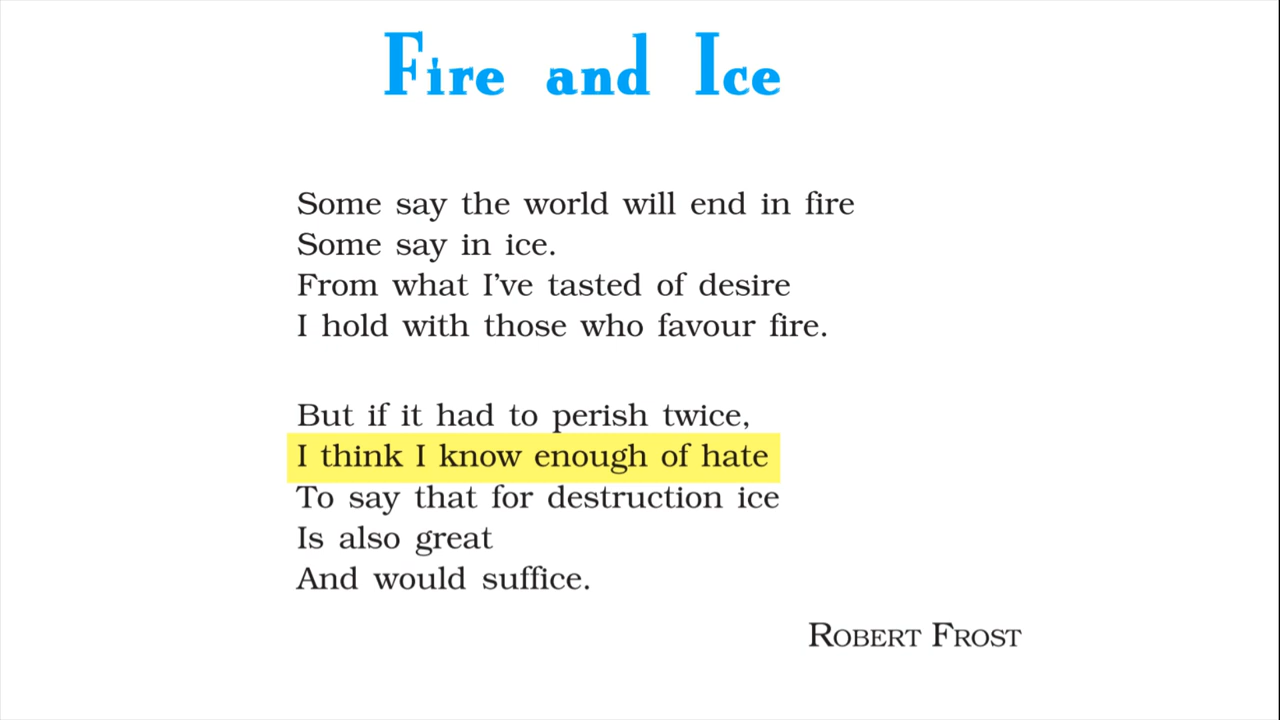 Fire and Ice
Some say the world will end in fire
Some say in ice.
From what I’ve tasted of desire
I hold with those who favour fire.
But if it had to perish twice,
I think I know enough of hate
To say that for destruction ice
Is also great
And would suffice.
ROBERT FROST